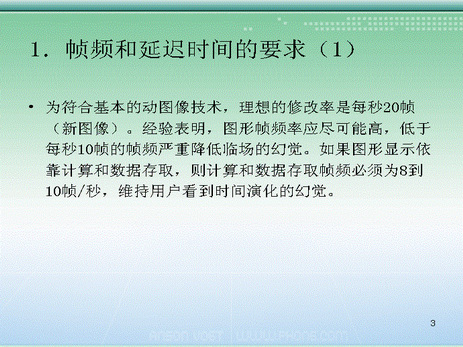 1．帧频和延迟时间的要求（1）
• 为符合基本的动图像技术，理想的修改率是每秒20帧
（新图像）。经验表明，图形帧频率应尽可能高，低于
每秒10帧的帧频严重降低临场的幻觉。如果图形显示依
靠计算和数据存取，则计算和数据存取帧频必须为8到
10帧/秒，维持用户看到时间演化的幻觉。
3